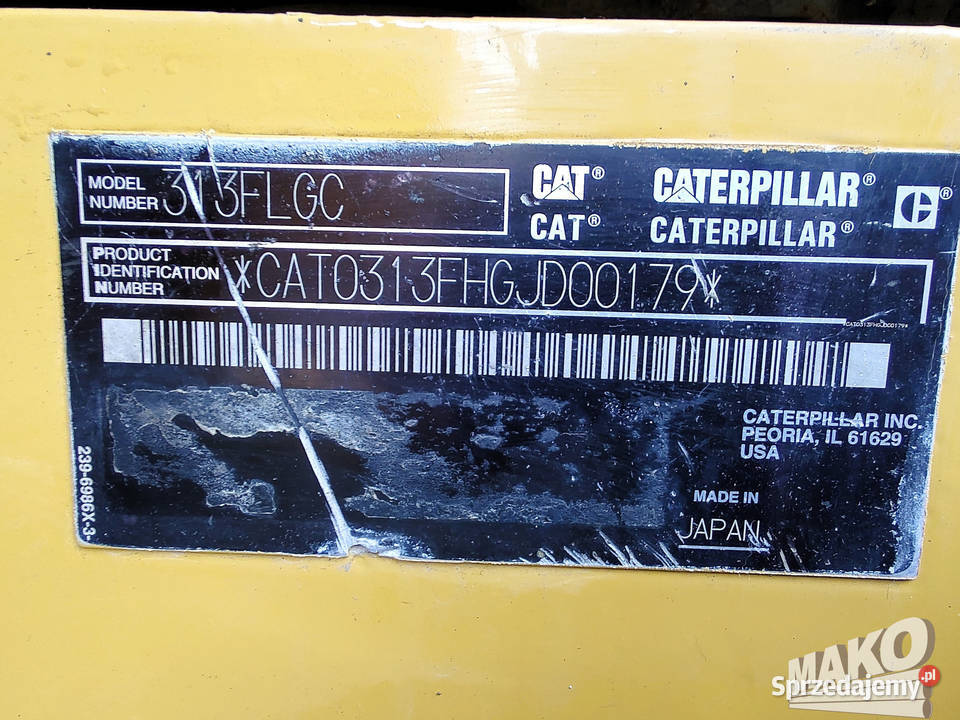 MODEL NUMBER 313FLGC
CAT® CATERPILLAR® C®
CAT® CATERPILLAR®
PRODUCT IDENTIFICATION NUMBER *CAT0313FHGJD00179*
*CAT0313FHGJD00179*
CATERPILLAR INC.
PEORIA, IL 61629
USA
MADE IN
JAPAN
239-6986X-3
MAKO
Sprzedajemy.pl